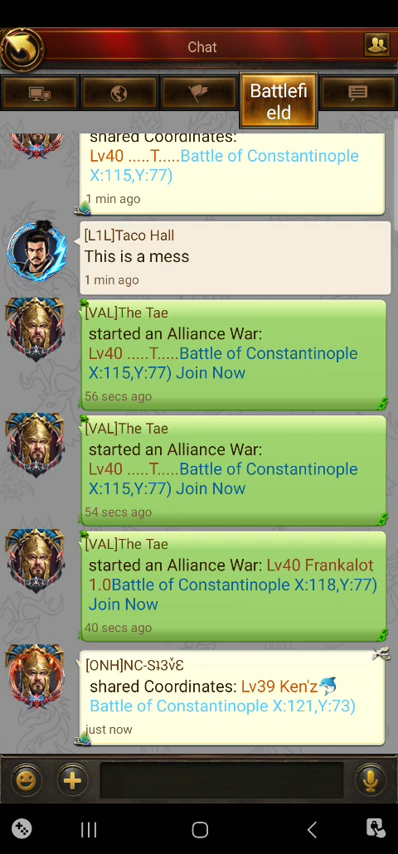 Chat
Battlefi
eld
shared Coordinates:
Lv40 .....T.....Battle of Constantinople
X:115,Y:77)
1 min ago
[L1L]Taco Hall
This is a mess
1 min ago
[VAL]The Tae
started an Alliance War:
Lv40 .....T.....Battle of Constantinople
X:115,Y:77) Join Now
56 secs ago
[VAL]The Tae
started an Alliance War:
Lv40 .....T.....Battle of Constantinople
X:115,Y:77) Join Now
54 secs ago
[VAL]The Tae
started an Alliance War: Lv40 Frankalot
1.0Battle of Constantinople X:118,Y:77)
Join Now
40 secs ago
[ONH]NC-
shared Coordinates: Lv39 Ken'z🐬
Battle of Constantinople X:121,Y:73)
just now